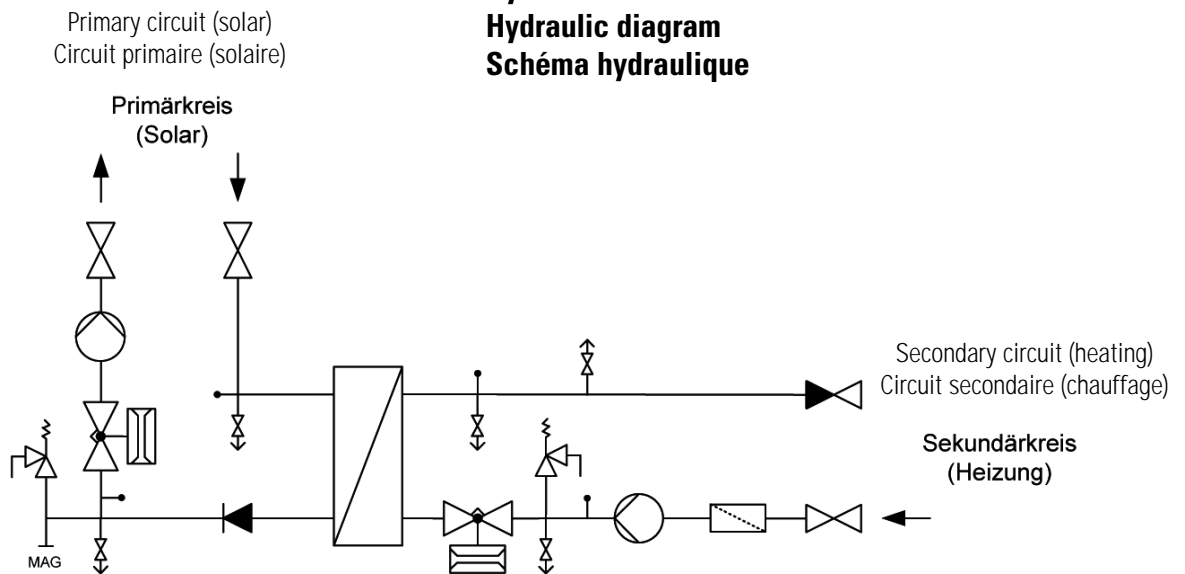 Primary circuit (solar)
Circuit primaire (solaire)
Hydraulic diagram
Schéma hydraulique
Primärkreis
(Solar)
Secondary circuit (heating)
Circuit secondaire (chauffage)
Sekundärkreis
(Heizung)
MAG